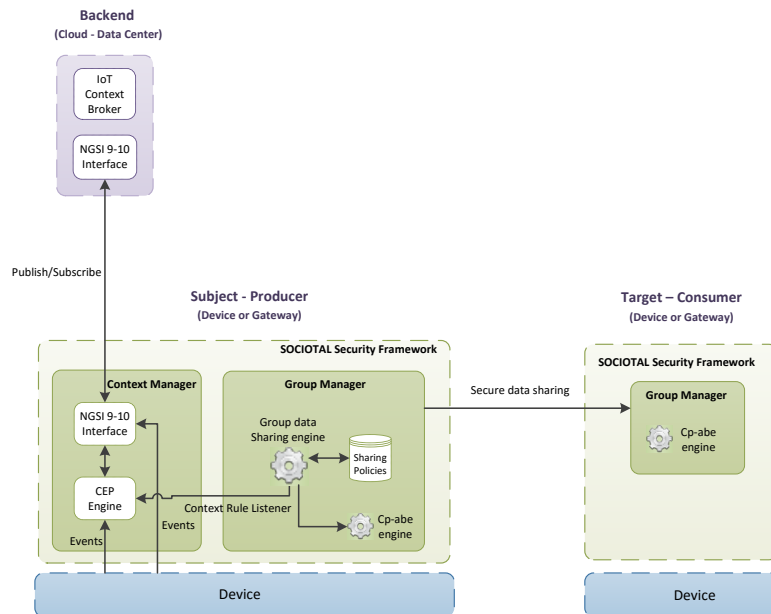 Backend
(Cloud - Data Center)
IoT
Context
Broker
NGSI 9-10
Interface
Publish/Subscribe
Subject - Producer
(Device or Gateway)
SOCIOTAL Security Framework
Context Manager
NGSI 9-10
Interface
CEP
Engine
Events
Events
Context Rule Listener
Group Manager
Group data
Sharing engine
Sharing
Policies
Cp-abe
engine
Device
Secure data sharing
Target – Consumer
(Device or Gateway)
SOCIOTAL Security Framework
Group Manager
Cp-abe
engine
Device